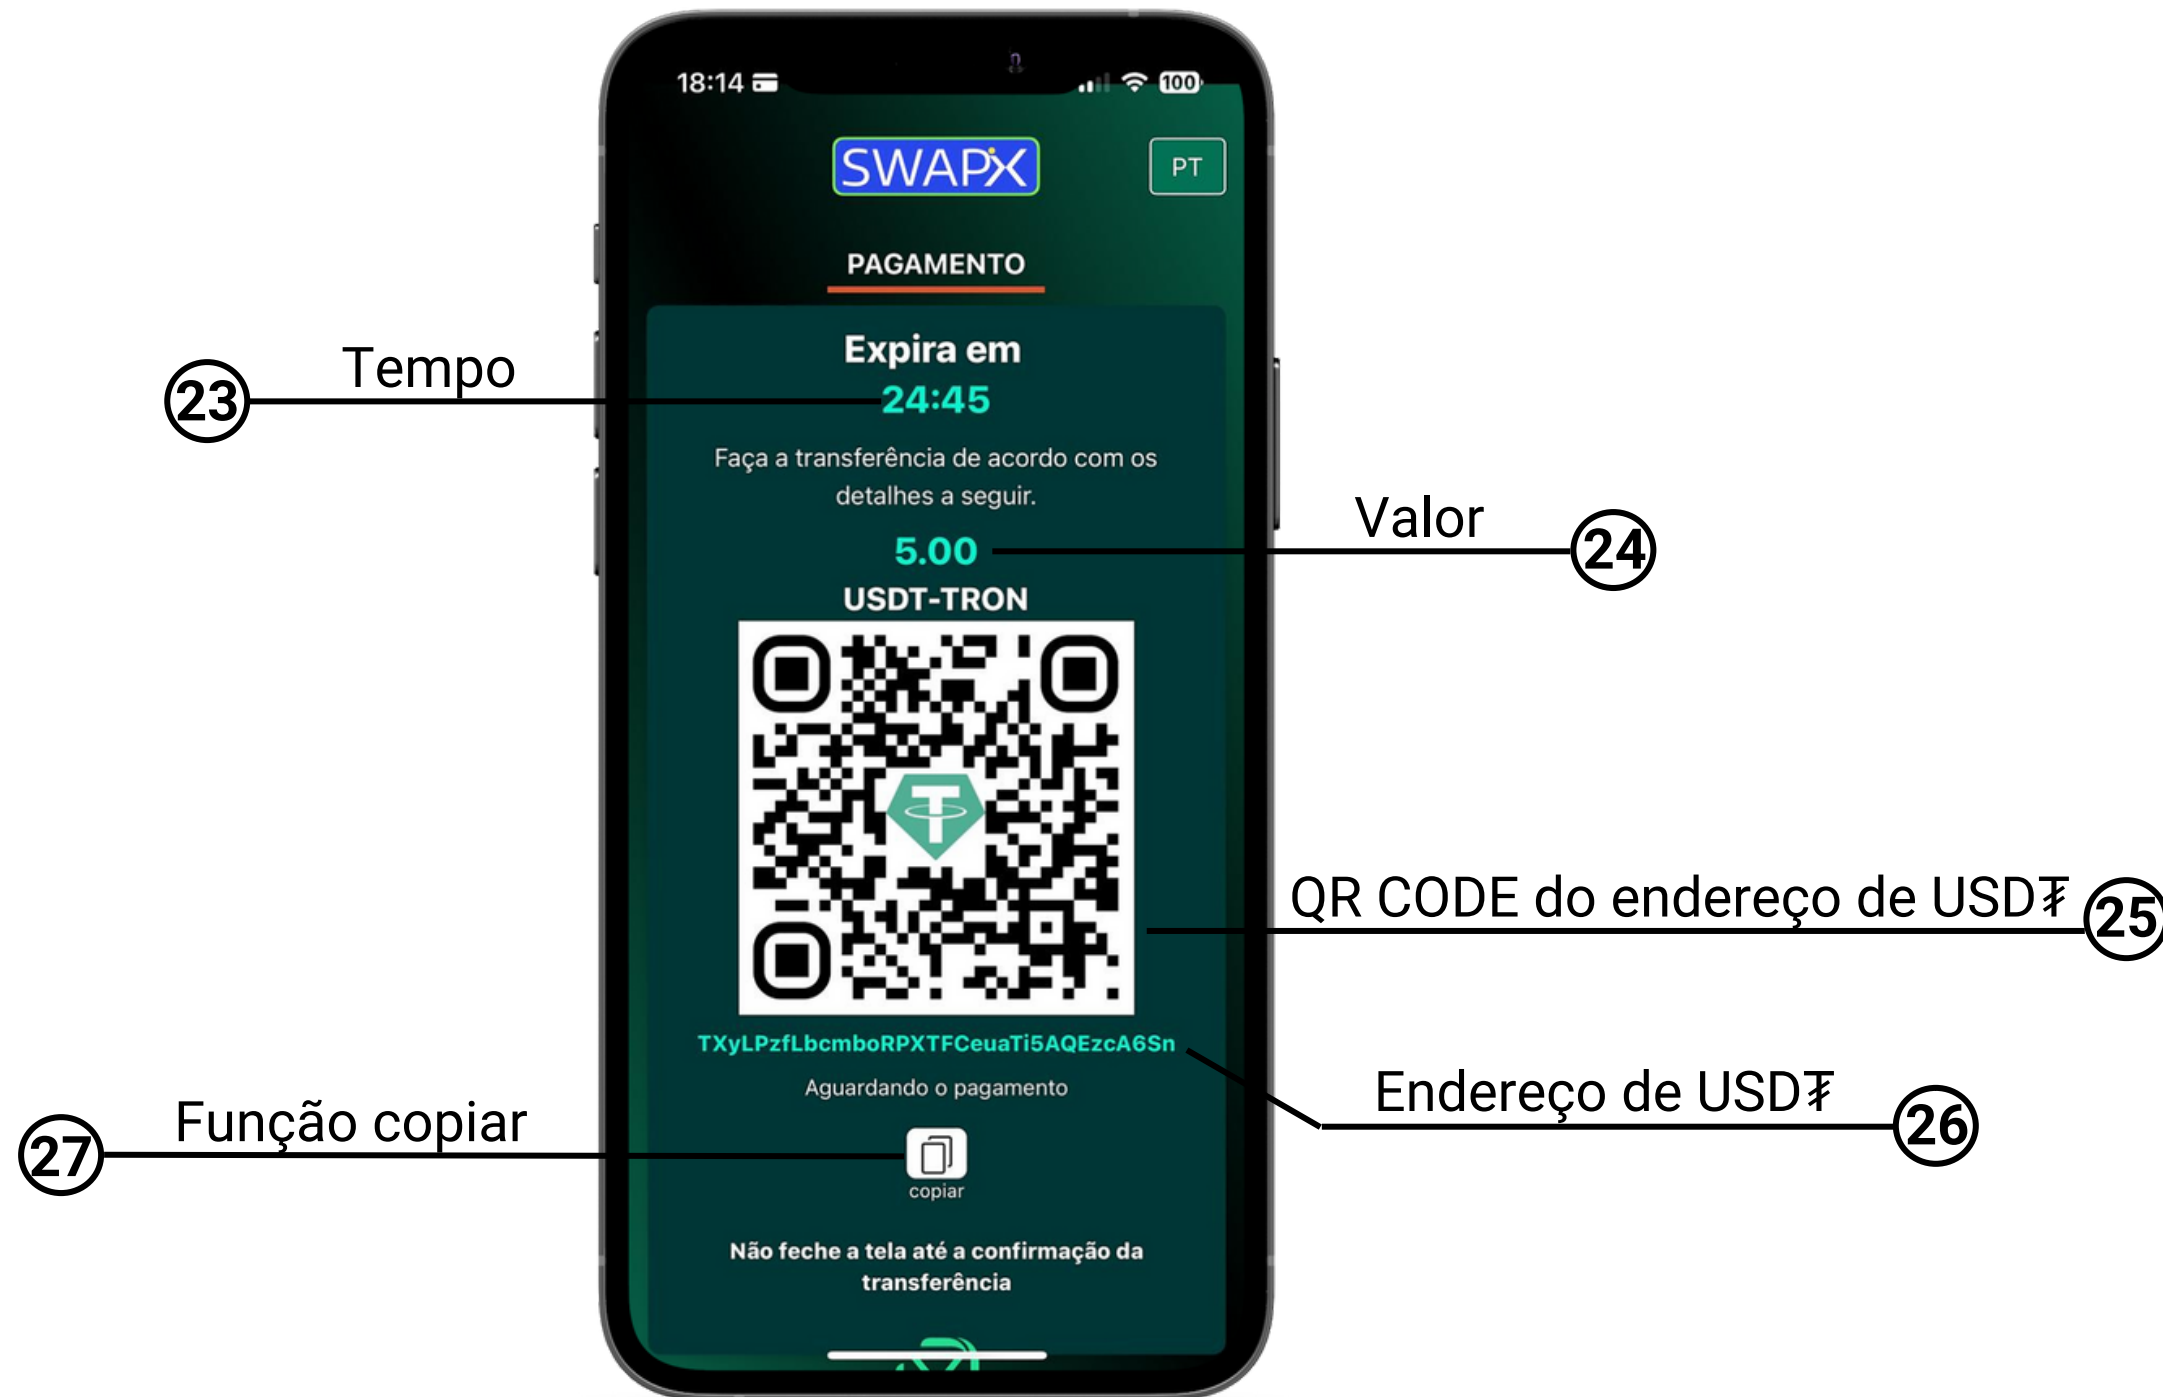 18:14
100
SWAPX
PT
PAGAMENTO
Expira em
24:45
23
Tempo
Faça a transferência de acordo com os
detalhes a seguir.
5.00
Valor
24
USDT-TRON
QR CODE do endereço de USD₮
25
TXyLPzfLbcmboRPXTFCeuaTi5AQEzcA6Sn
Endereço de USD₮
26
Aguardando o pagamento
Função copiar
27
copiar
Não feche a tela até a confirmação da
transferência